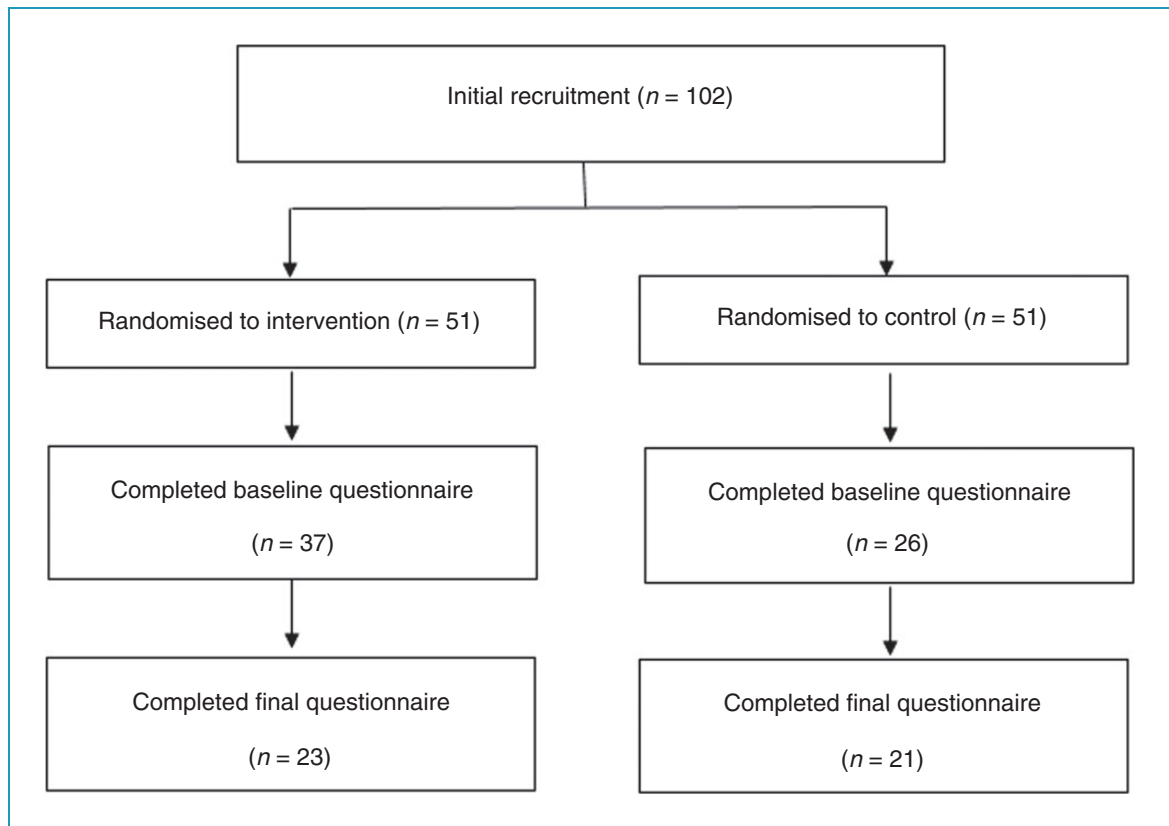 Initial recruitment (n = 102)
Randomised to intervention (n = 51)
Randomised to control (n = 51)
Completed baseline questionnaire
(n = 37)
Completed baseline questionnaire
(n = 26)
Completed final questionnaire
(n = 23)
Completed final questionnaire
(n = 21)